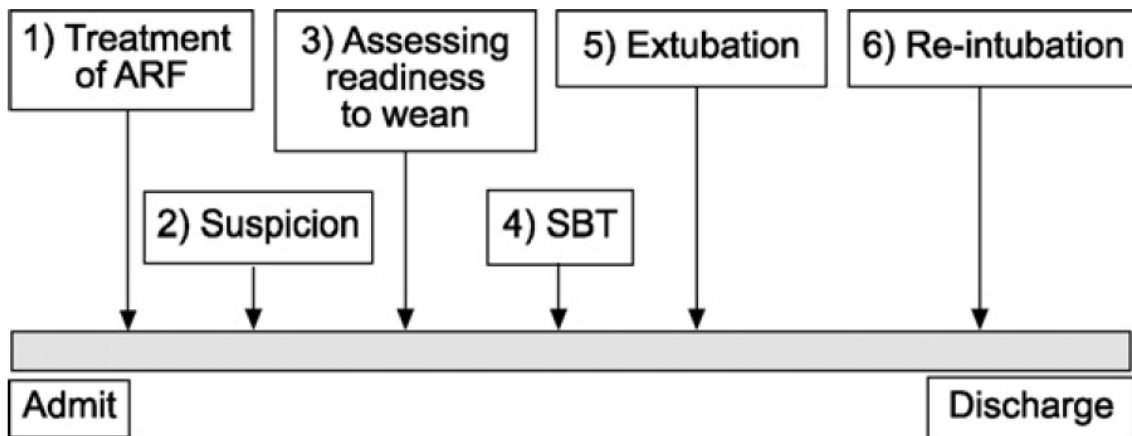 1) Treatment
of ARF
2) Suspicion
3) Assessing
readiness
to wean
4) SBT
5) Extubation
6) Re-intubation
Admit
Discharge